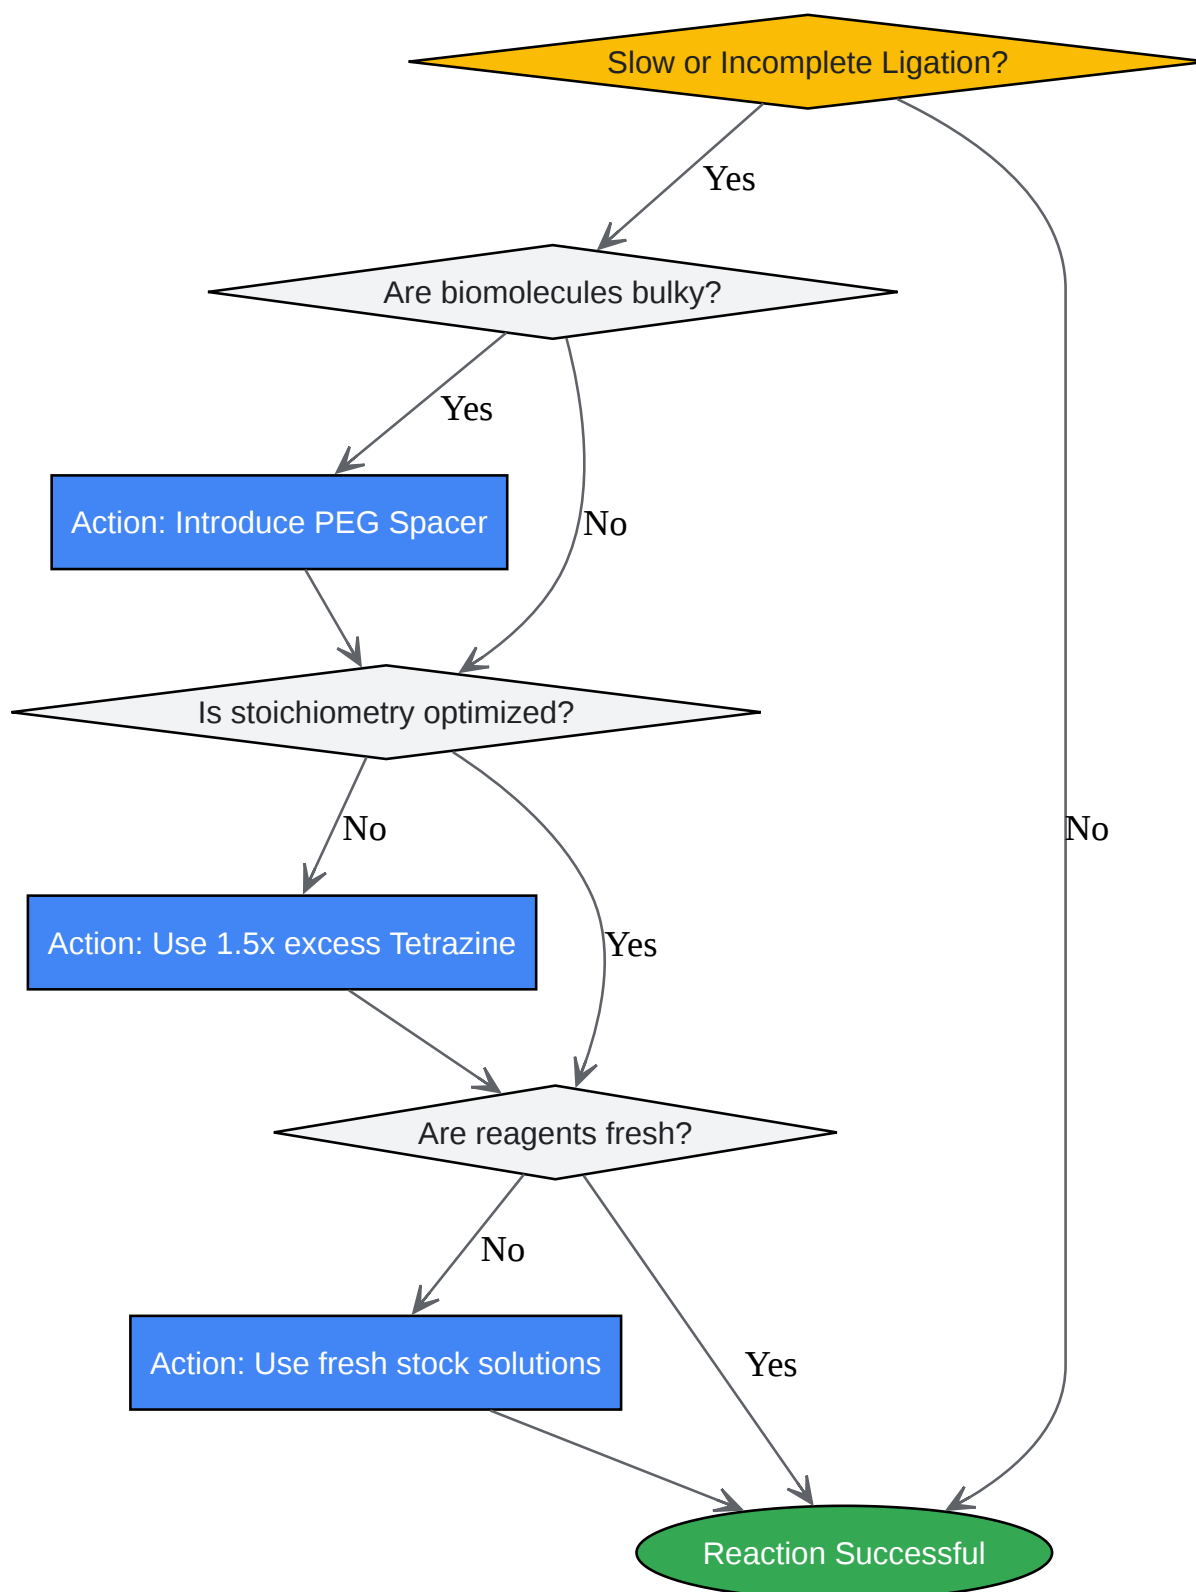 Slow or Incomplete Ligation?
Yes
Are biomolecules bulky?
Yes
Action: Introduce PEG Spacer
No
Is stoichiometry optimized?
No
No
Action: Use 1.5x excess Tetrazine
Yes
Are reagents fresh?
No
Action: Use fresh stock solutions
Yes
Reaction Successful